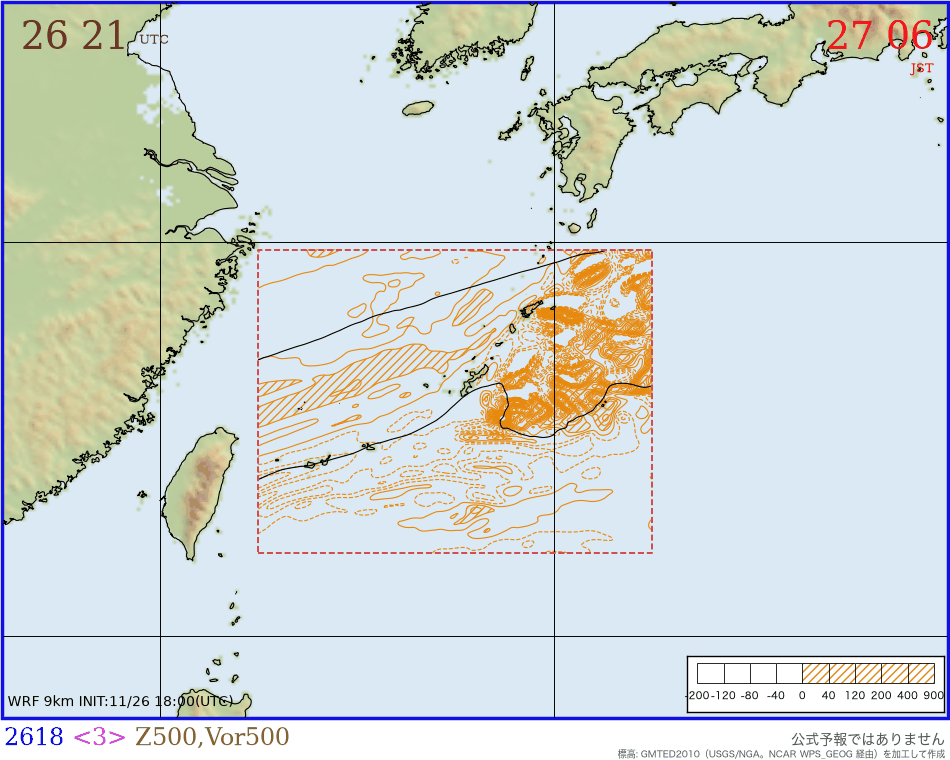 26 21 UTC
27 06
JST
-200 -120 -80 -40 0 40 120 200 400 900
WRF 9km INIT:11/26 18:00(UTC)
2618 <3> Z500,Vor500
公式予報ではありません
標高: GMTED2010（USGS/NGA。NCAR WPS_GEOG 経由）を加工して作成